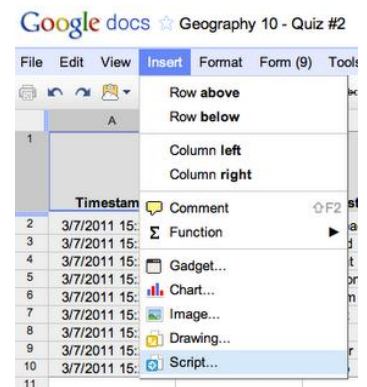 Google docs ☆ Geography 10 - Quiz #2
File Edit View Insert Format Form (9) Tools
Row above
Row below
Column left
Column right
Comment ⇧F2
Σ Function ►
Gadget...
Chart...
Image...
Drawing...
Script...
A
1
Timestam
2 3/7/2011 15:
3 3/7/2011 15:
4 3/7/2011 15:
5 3/7/2011 15:
6 3/7/2011 15:
7 3/7/2011 15:
8 3/7/2011 15:
9 3/7/2011 15:
10 3/7/2011 15:
11